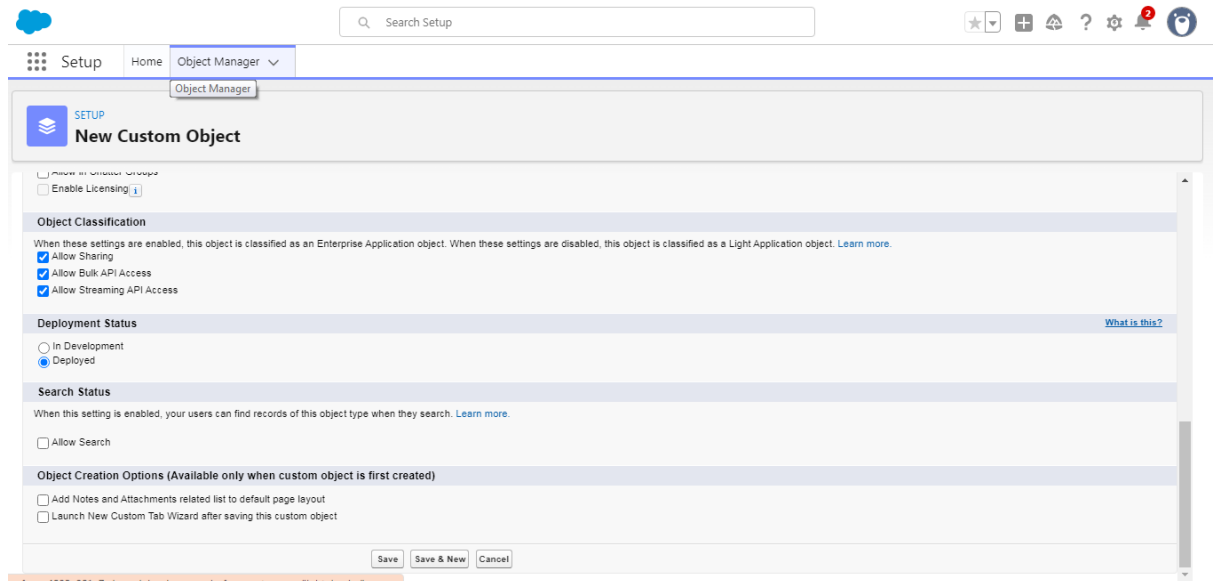 Search Setup
2
Setup
Home
Object Manager
Object Manager
SETUP
New Custom Object
Allow in Chatter Groups
Enable Licensing i
Object Classification
When these settings are enabled, this object is classified as an Enterprise Application object. When these settings are disabled, this object is classified as a Light Application object. Learn more.
Allow Sharing
Allow Bulk API Access
Allow Streaming API Access
Deployment Status
What is this?
In Development
Deployed
Search Status
When this setting is enabled, your users can find records of this object type when they search. Learn more.
Allow Search
Object Creation Options (Available only when custom object is first created)
Add Notes and Attachments related list to default page layout
Launch New Custom Tab Wizard after saving this custom object
Save
Save & New
Cancel